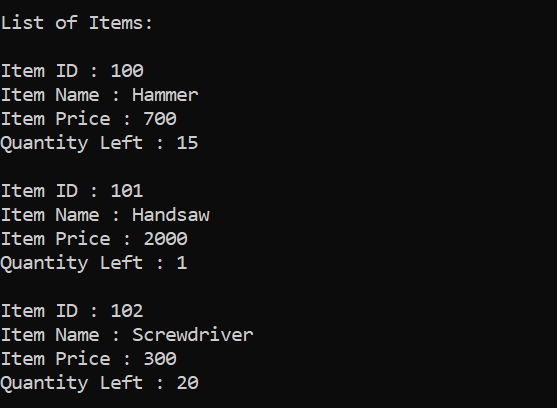 List of Items:
Item ID : 100
Item Name : Hammer
Item Price : 700
Quantity Left : 15
Item ID : 101
Item Name : Handsaw
Item Price : 2000
Quantity Left : 1
Item ID : 102
Item Name : Screwdriver
Item Price : 300
Quantity Left : 20